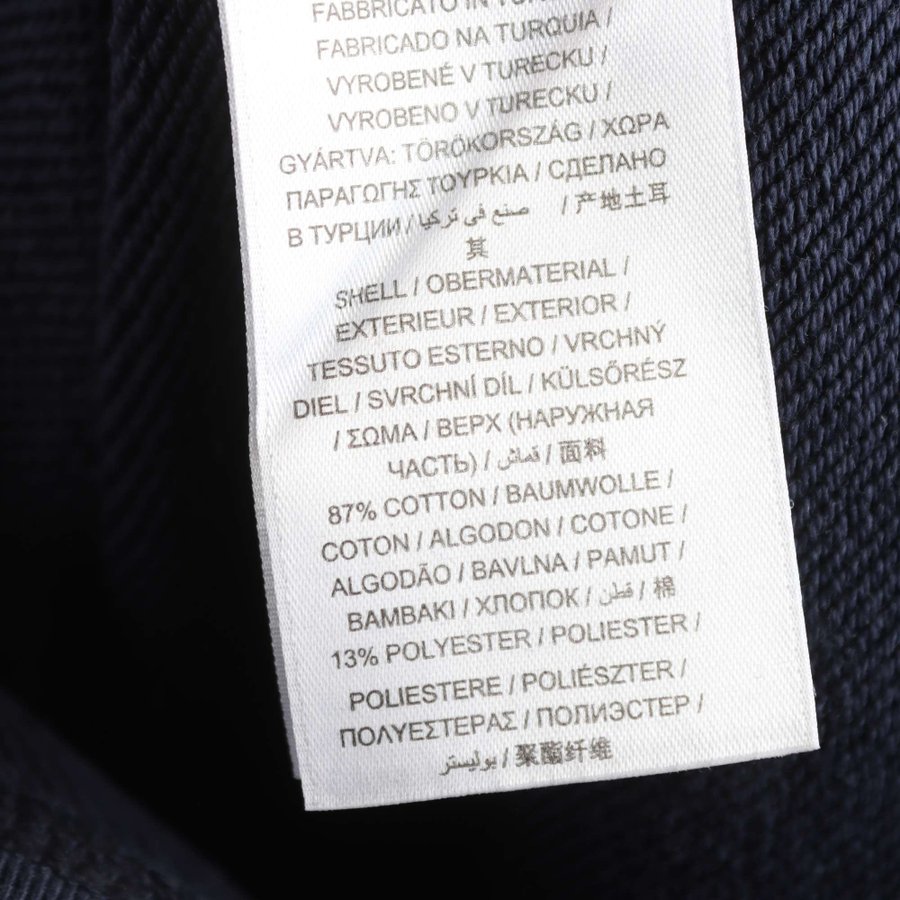 FABBRICATO IN
FABRICADO NA TURQUIA /
VYROBENÉ V TURECKU /
VYROBENO V TURECKU /
GYÁRTVA: TÖRÖKORSZÁG / ΧΩΡΑ
ΠΑΡΑΓΩΓΗΣ ΤΟΥΡΚΙΑ / СДЕЛАНО
В ТУРЦИИ / صنع في تركيا / 产地土耳
其
SHELL / OBERMATERIAL /
EXTERIEUR / EXTERIOR /
TESSUTO ESTERNO / VRCHNÝ
DIEL / SVRCHNÍ DÍL / KÜLSŐRÉSZ
/ ΣΩΜΑ / ВЕРХ (НАРУЖНАЯ
ЧАСТЬ) / قماش / 面料
87% COTTON / BAUMWOLLE /
COTON / ALGODON / COTONE /
ALGODÃO / BAVLNA / PAMUT /
BAMBAKI / ХЛОПОК / قطن / 棉
13% POLYESTER / POLIESTER /
POLIESTERE / POLIÉSZTER /
ΠΟΛΥΕΣΤΕΡΑΣ / ПОЛИЭСТЕР /
بوليستر / 聚酯纤维